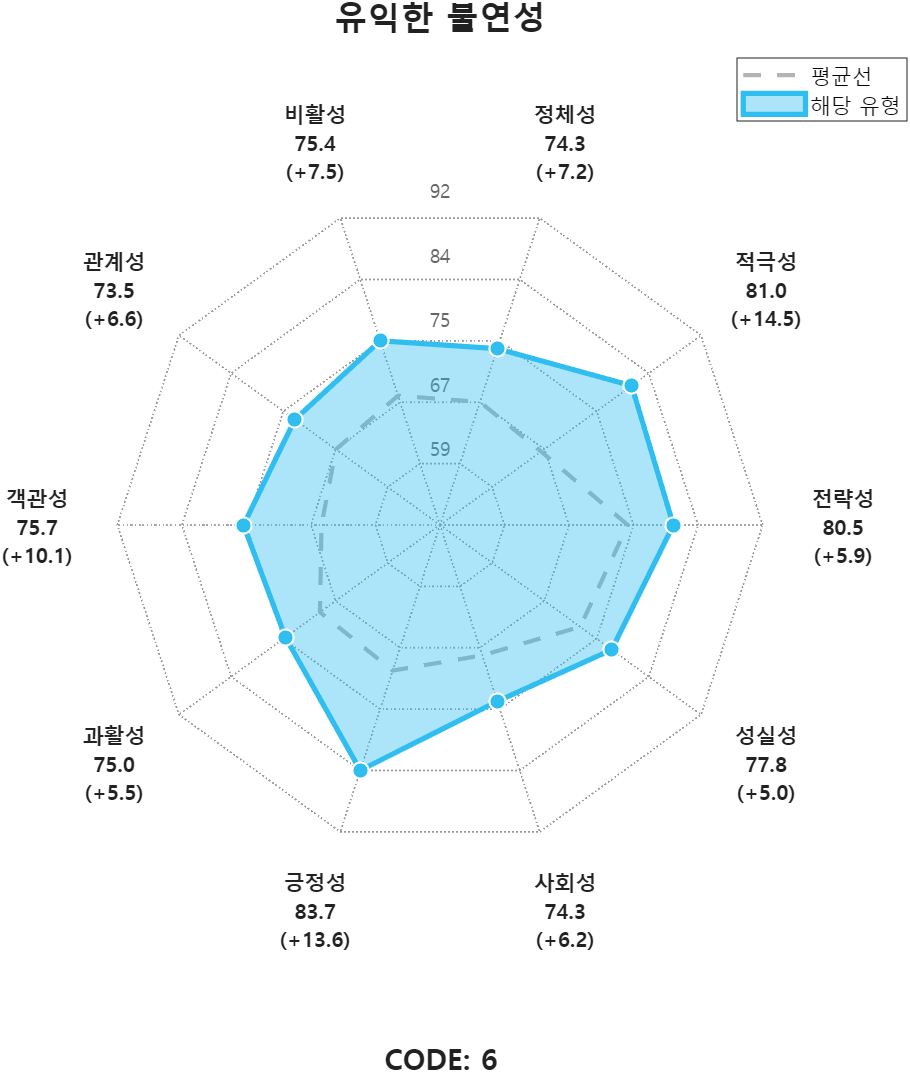 유익한 불연성
평균선
해당 유형
비활성
75.4
(+7.5)
정체성
74.3
(+7.2)
92
84
75
67
59
관계성
73.5
(+6.6)
적극성
81.0
(+14.5)
객관성
75.7
(+10.1)
전략성
80.5
(+5.9)
과활성
75.0
(+5.5)
성실성
77.8
(+5.0)
긍정성
83.7
(+13.6)
사회성
74.3
(+6.2)
CODE: 6